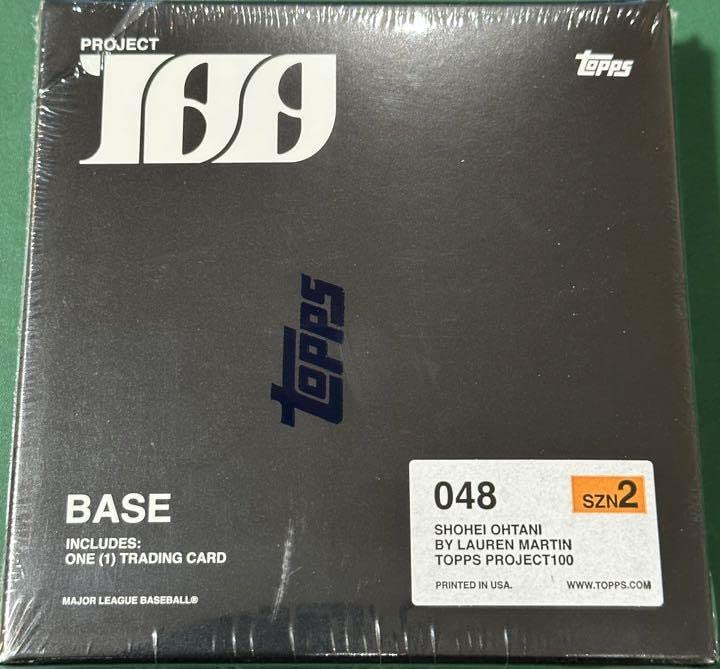 PROJECT
100
topps
topps
BASE
INCLUDES:
ONE (1) TRADING CARD
MAJOR LEAGUE BASEBALL®
048
SZN2
SHOHEI OHTANI
BY LAUREN MARTIN
TOPPS PROJECT100
PRINTED IN USA.
WWW.TOPPS.COM